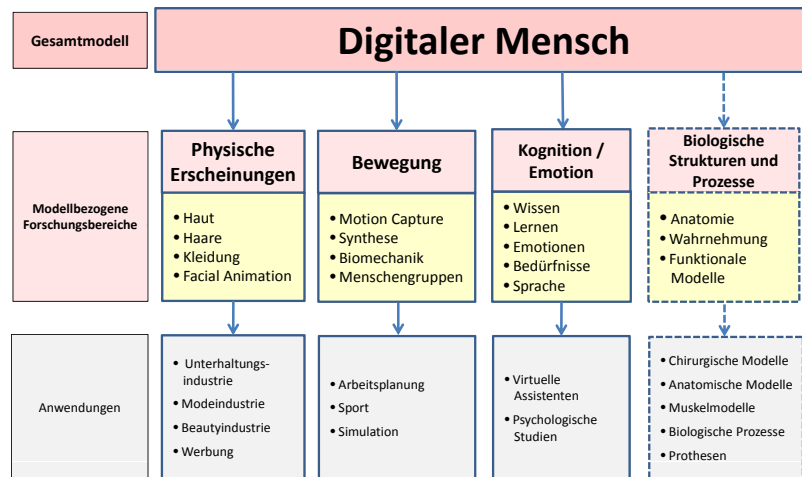 Gesamtmodell
Digitaler Mensch
Modellbezogene
Forschungsbereiche
Physische
Erscheinungen
• Haut
• Haare
• Kleidung
• Facial Animation
Bewegung
• Motion Capture
• Synthese
• Biomechanik
• Menschengruppen
Kognition /
Emotion
• Wissen
• Lernen
• Emotionen
• Bedürfnisse
• Sprache
Biologische
Strukturen und
Prozesse
• Anatomie
• Wahrnehmung
• Funktionale
Modelle
Anwendungen
• Unterhaltungs-
industrie
• Modeindustrie
• Beautyindustrie
• Werbung
• Arbeitsplanung
• Sport
• Simulation
• Virtuelle
Assistenten
• Psychologische
Studien
• Chirurgische Modelle
• Anatomische Modelle
• Muskelmodelle
• Biologische Prozesse
• Prothesen